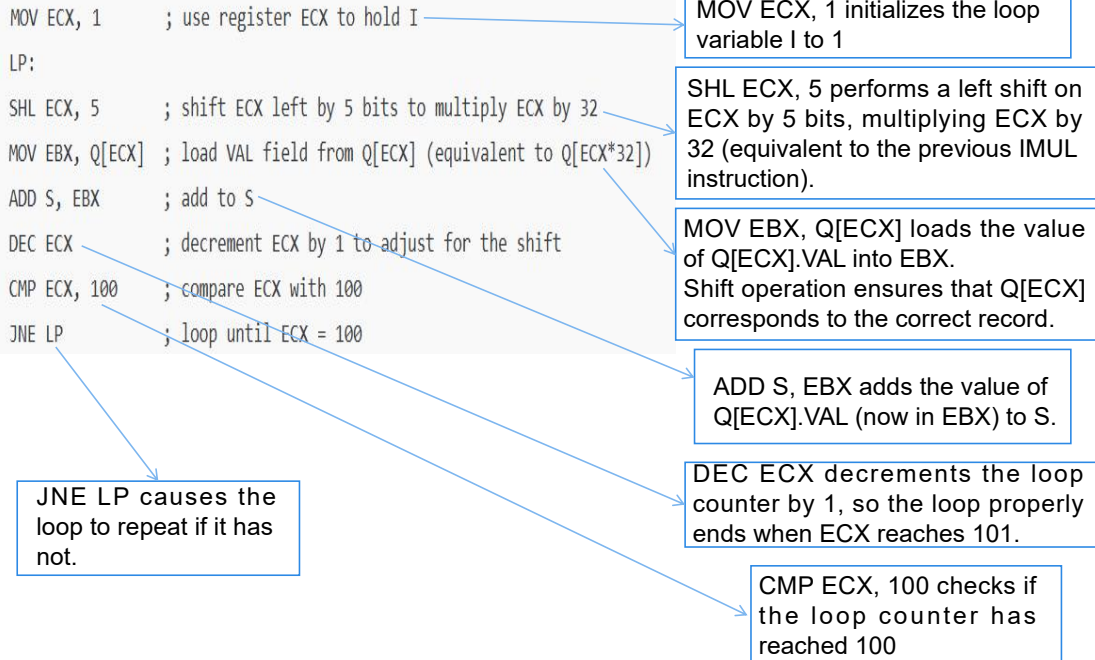 MOV ECX, 1 ; use register ECX to hold I
LP:
SHL ECX, 5 ; shift ECX left by 5 bits to multiply ECX by 32
MOV EBX, Q[ECX] ; load VAL field from Q[ECX] (equivalent to Q[ECX*32])
ADD S, EBX ; add to S
DEC ECX ; decrement ECX by 1 to adjust for the shift
CMP ECX, 100 ; compare ECX with 100
JNE LP ; loop until ECX = 100
MOV ECX, 1 initializes the loop
variable I to 1
SHL ECX, 5 performs a left shift on
ECX by 5 bits, multiplying ECX by
32 (equivalent to the previous IMUL
instruction).
MOV EBX, Q[ECX] loads the value
of Q[ECX].VAL into EBX.
Shift operation ensures that Q[ECX]
corresponds to the correct record.
ADD S, EBX adds the value of
Q[ECX].VAL (now in EBX) to S.
DEC ECX decrements the loop
counter by 1, so the loop properly
ends when ECX reaches 101.
CMP ECX, 100 checks if
the loop counter has
reached 100
JNE LP causes the
loop to repeat if it has
not.